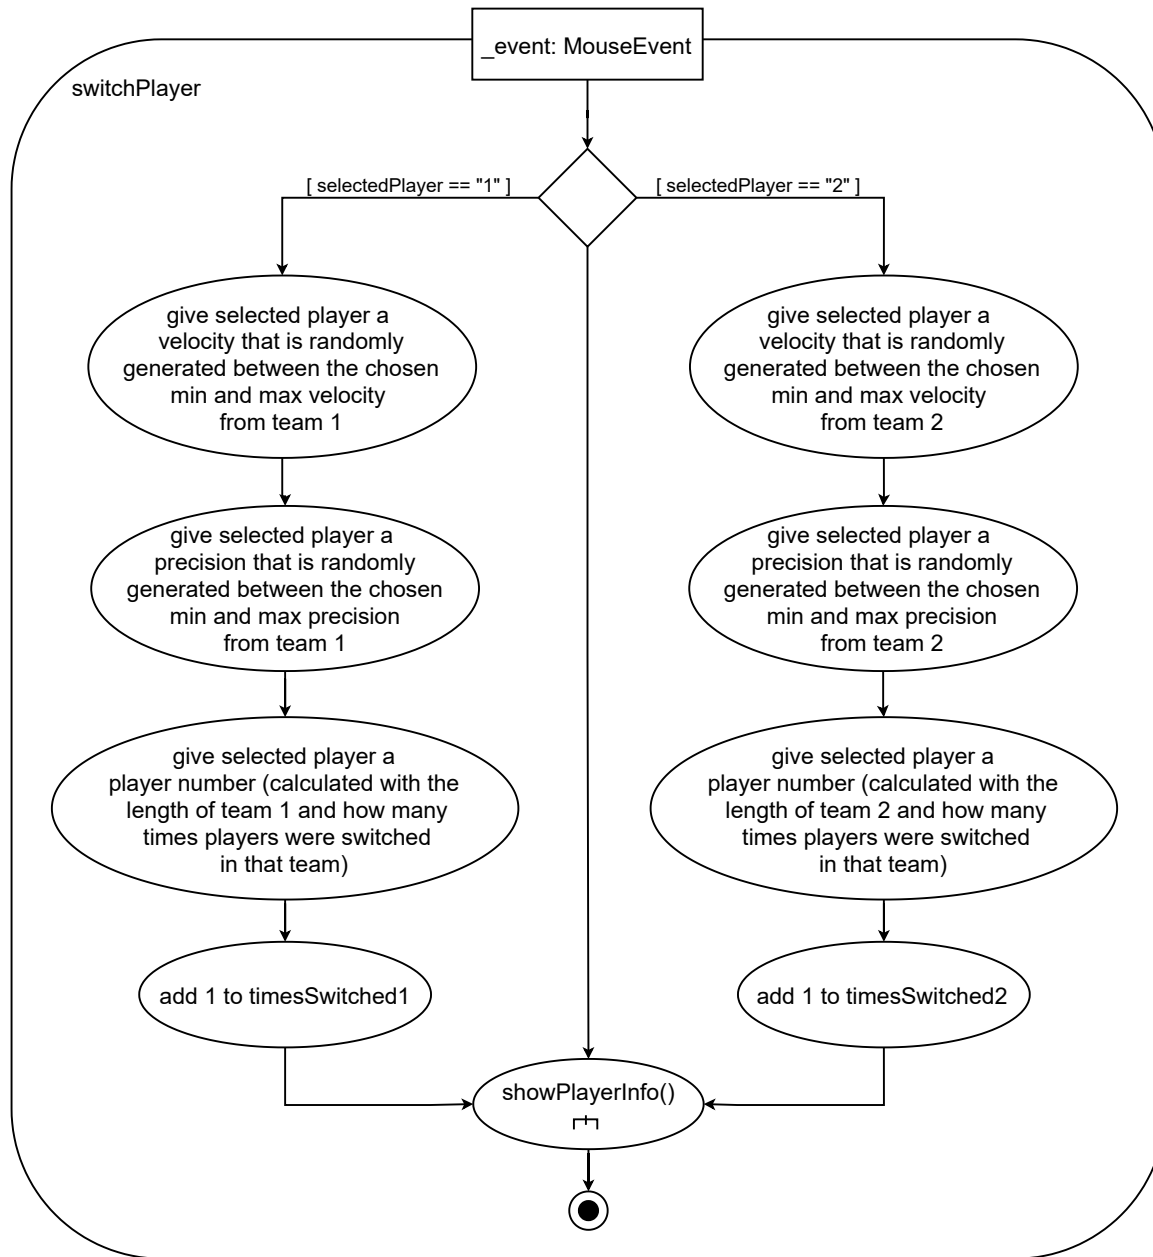 _event: MouseEvent
switchPlayer
[ selectedPlayer == "1" ]
[ selectedPlayer == "2" ]
give selected player a
velocity that is randomly
generated between the chosen
min and max velocity
from team 1
give selected player a
velocity that is randomly
generated between the chosen
min and max velocity
from team 2
give selected player a
precision that is randomly
generated between the chosen
min and max precision
from team 1
give selected player a
precision that is randomly
generated between the chosen
min and max precision
from team 2
give selected player a
player number (calculated with the
length of team 1 and how many
times players were switched
in that team)
give selected player a
player number (calculated with the
length of team 2 and how many
times players were switched
in that team)
add 1 to timesSwitched1
add 1 to timesSwitched2
showPlayerInfo()